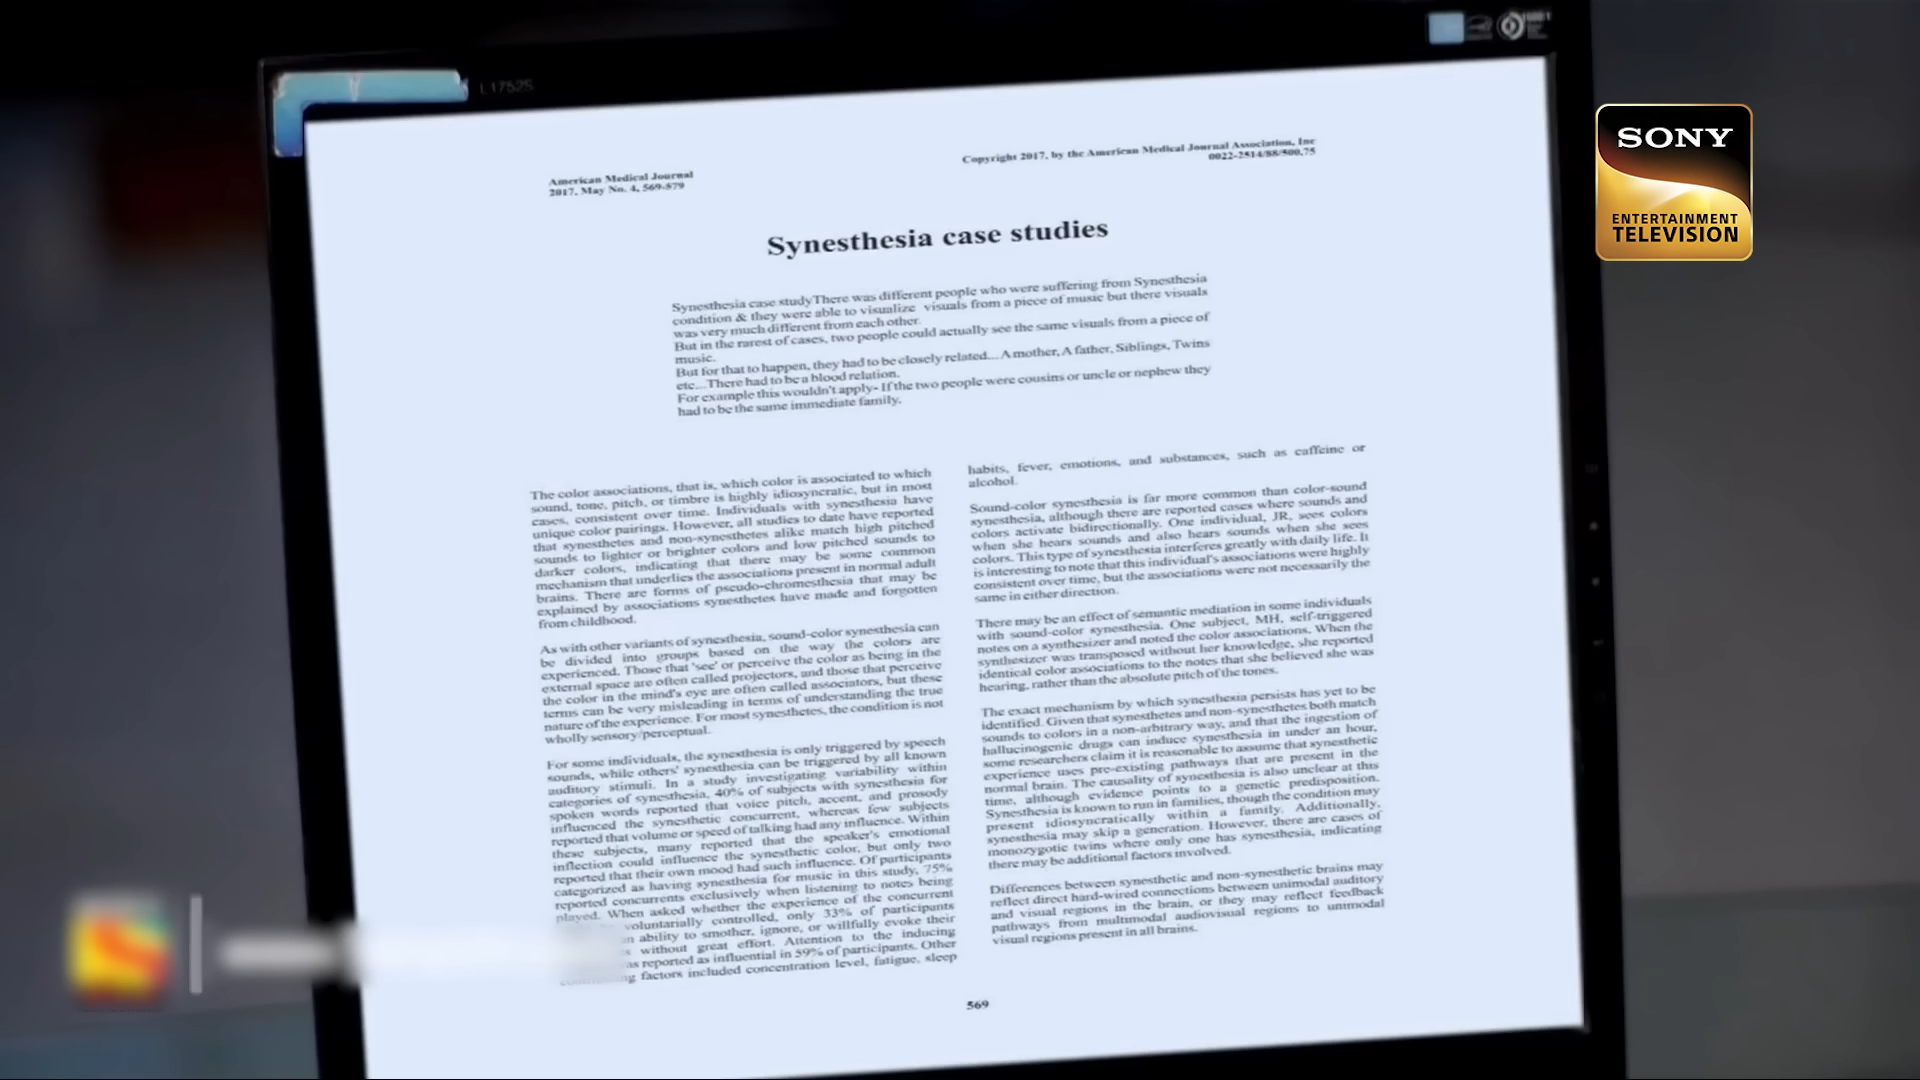 L1752S
SONY
ENTERTAINMENT
TELEVISION
American Medical Journal
2017, May No. 4, 569-579
Copyright 2017, by the American Medical Journal Association, Inc
0022-2514/88/500.75
Synesthesia case studies
Synesthesia case studyThere was different people who were suffering from Synesthesia
condition & they were able to visualize visuals from a piece of music but there visuals
was very much different from each other.
But in the rarest of cases, two people could actually see the same visuals from a piece of
music.
But for that to happen, they had to be closely related... A mother, A father, Siblings, Twins
etc...There had to be a blood relation.
For example this wouldn't apply- If the two people were cousins or uncle or nephew they
had to be the same immediate family.
The color associations, that is, which color is associated to which
sound, tone, pitch, or timbre is highly idiosyncratic, but in most
cases, consistent over time. Individuals with synesthesia have
unique color pairings. However, all studies to date have reported
that synesthetes and non-synesthetes alike match high pitched
sounds to lighter or brighter colors and low pitched sounds to
darker colors, indicating that there may be some common
mechanism that underlies the associations present in normal adult
brains. There are forms of pseudo-chromesthesia that may be
explained by associations synesthetes have made and forgotten
from childhood.
As with other variants of synesthesia, sound-color synesthesia can
be divided into groups based on the way the colors are
experienced. Those that 'see' or perceive the color as being in the
external space are often called projectors, and those that perceive
the color in the mind's eye are often called associators, but these
terms can be very misleading in terms of understanding the true
nature of the experience. For most synesthetes, the condition is not
wholly sensory/perceptual.
For some individuals, the synesthesia is only triggered by speech
sounds, while others' synesthesia can be triggered by all known
auditory stimuli. In a study investigating variability within
categories of synesthesia, 40% of subjects with synesthesia for
spoken words reported that voice pitch, accent, and prosody
influenced the synesthetic concurrent, whereas few subjects
reported that volume or speed of talking had any influence. Within
these subjects, many reported that the speaker's emotional
inflection could influence the synesthetic color, but only two
reported that their own mood had such influence. Of participants
categorized as having synesthesia for music in this study, 75%
reported concurrents exclusively when listening to notes being
played. When asked whether the experience of the concurrent
voluntarily controlled, only 33% of participants
ability to smother, ignore, or willfully evoke their
without great effort. Attention to the inducing
as reported as influential in 59% of participants. Other
factors included concentration level, fatigue, sleep
habits, fever, emotions, and substances, such as caffeine or
alcohol.
Sound-color synesthesia is far more common than color-sound
synesthesia, although there are reported cases where sounds and
colors activate bidirectionally. One individual, JR, sees colors
when she hears sounds and also hears sounds when she sees
colors. This type of synesthesia interferes greatly with daily life. It
is interesting to note that this individual's associations were highly
consistent over time, but the associations were not necessarily the
same in either direction.
There may be an effect of semantic mediation in some individuals
with sound-color synesthesia. One subject, MH, self-triggered
notes on a synthesizer and noted the color associations. When the
synthesizer was transposed without her knowledge, she reported
identical color associations to the notes that she believed she was
hearing, rather than the absolute pitch of the tones.
The exact mechanism by which synesthesia persists has yet to be
identified. Given that synesthetes and non-synesthetes both match
sounds to colors in a non-arbitrary way, and that the ingestion of
hallucinogenic drugs can induce synesthesia in under an hour,
some researchers claim it is reasonable to assume that synesthetic
experience uses pre-existing pathways that are present in the
normal brain. The causality of synesthesia is also unclear at this
time, although evidence points to a genetic predisposition.
Synesthesia is known to run in families, though the condition may
present idiosyncratically within a family. Additionally,
synesthesia may skip a generation. However, there are cases of
monozygotic twins where only one has synesthesia, indicating
there may be additional factors involved.
Differences between synesthetic and non-synesthetic brains may
reflect direct hard-wired connections between unimodal auditory
and visual regions in the brain, or they may reflect feedback
pathways from multimodal audiovisual regions to unimodal
visual regions present in all brains.
569